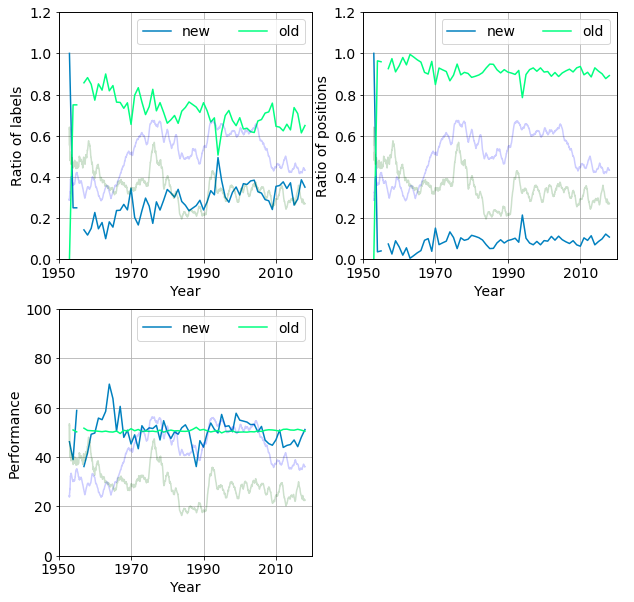 1.2
1.0
0.8
0.6
0.4
0.2
0.0
Ratio of labels
new old
1950 1970 1990 2010
Year
1.2
1.0
0.8
0.6
0.4
0.2
0.0
Ratio of positions
new old
1950 1970 1990 2010
Year
100
80
60
40
20
0
Performance
new old
1950 1970 1990 2010
Year